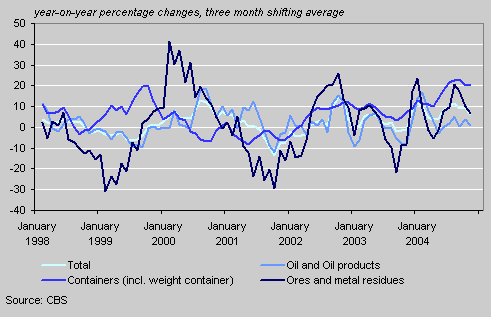 year-on-year percentage changes, three month shifting average
50
40
30
20
10
0
-10
-20
-30
-40
January 1998
January 1999
January 2000
January 2001
January 2002
January 2003
January 2004
Total
Oil and Oil products
Containers (incl. weight container)
Ores and metal residues
Source: CBS